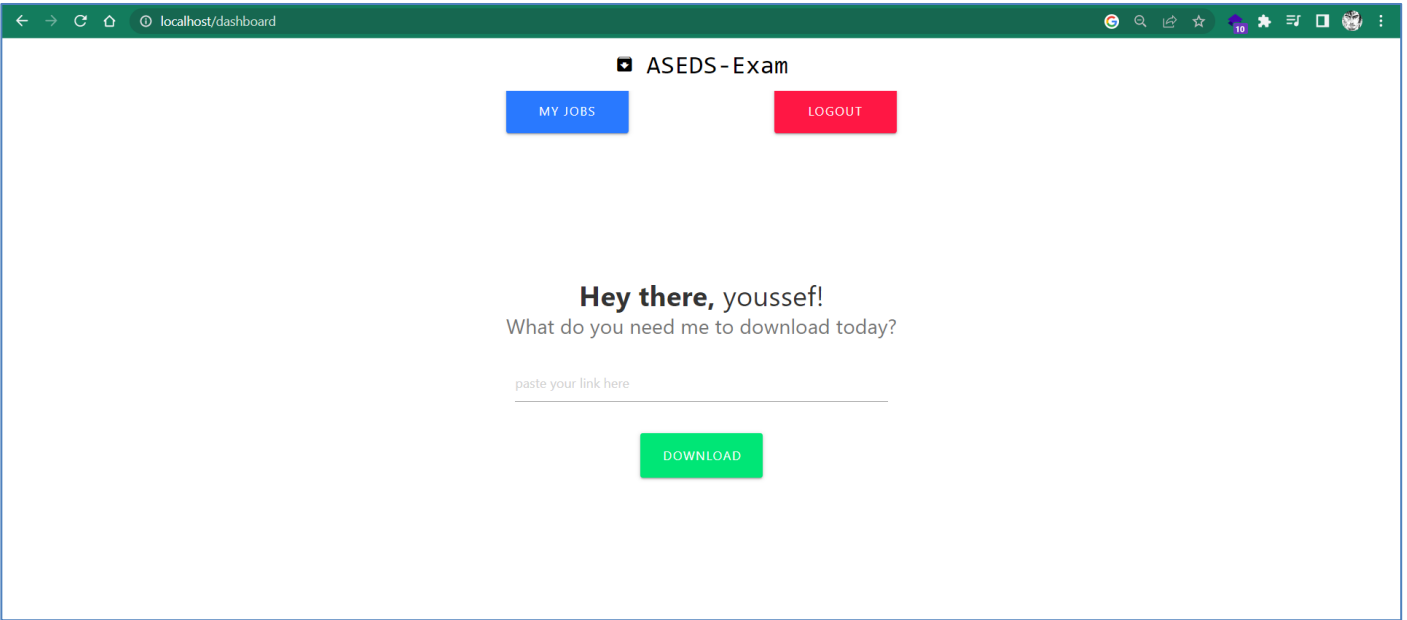 localhost/dashboard
10
ASEDS-Exam
MY JOBS LOGOUT
Hey there, youssef!
What do you need me to download today?
paste your link here
DOWNLOAD